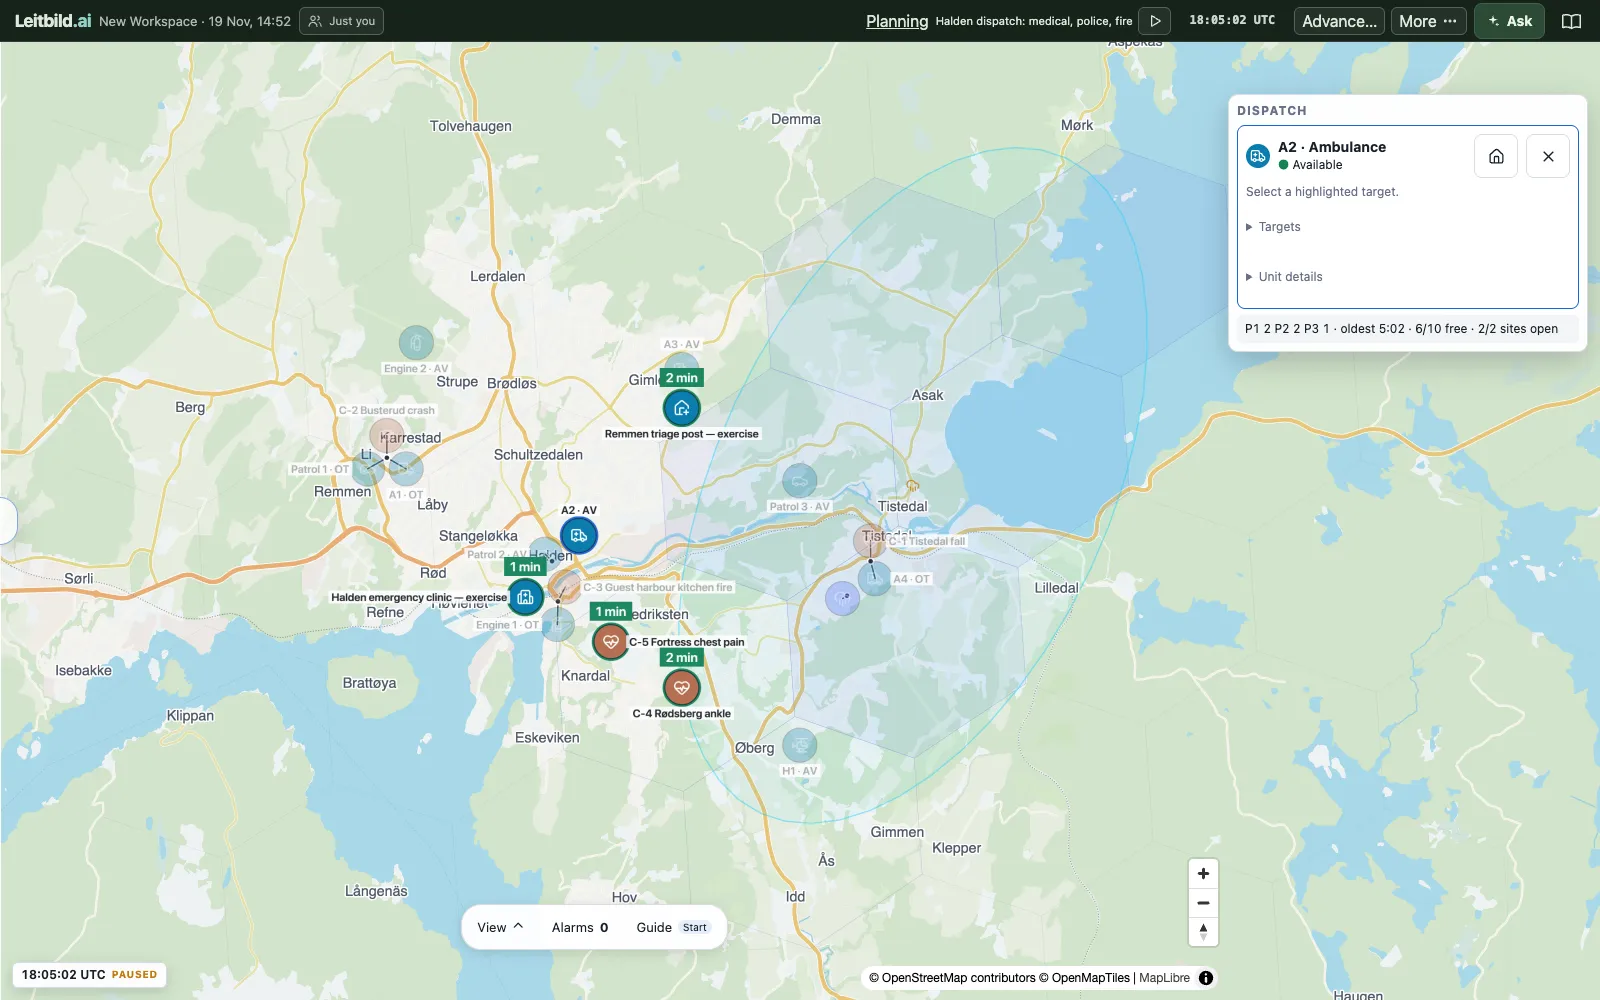 Leitbild.ai New Workspace · 19 Nov, 14:52 Just you
Planning Halden dispatch: medical, police, fire 18:05:02 UTC Advance... More ··· Ask
DISPATCH
A2 · Ambulance
Available
Select a highlighted target.
Targets
Unit details
P1 2 P2 2 P3 1 · oldest 5:02 · 6/10 free · 2/2 sites open
Aspekås
Tolvehaugen
Demma
Mørk
Lerdalen
A3 · AV
Engine 2 · AV
2 min
Strupe
Brødløs
Asak
Berg
C-2 Busterud crash
Remmen triage post — exercise
Karrestad
Li
Schultzedalen
Patrol 1 · OT
A1 · OT
Remmen
Låby
Patrol 3 · AV
Tistedal
A2 · AV
Stangeløkka
C-1 Tistedal fall
Patrol 2 · AV
Halden
1 min
Sørli
Rød
A4 · OT
Lilledal
C-3 Guest harbour kitchen fire
Halden emergency clinic — exercise
Refne
1 min
Engine 1 · OT
C-5 Fortress chest pain
2 min
Isebakke
Knardal
Brattøya
C-4 Rødsberg ankle
Klippan
Eskeviken
Øberg
H1 · AV
Gimmen
Klepper
Ås
Långenäs
Hov
Idd
View Alarms 0 Guide Start
18:05:02 UTC PAUSED
© OpenStreetMap contributors © OpenMapTiles | MapLibre
Haugen